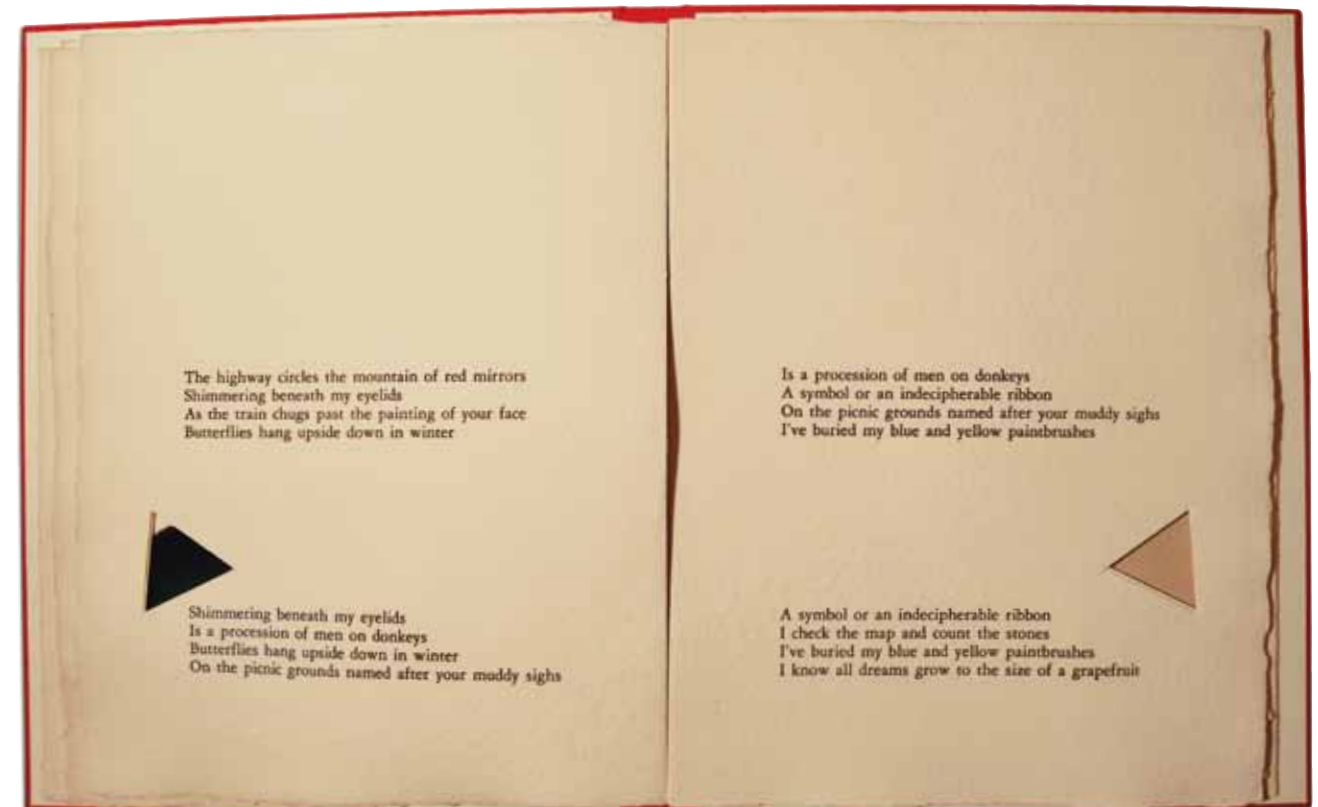 The highway circles the mountain of red mirrors
Shimmering beneath my eyelids
As the train chugs past the painting of your face
Butterflies hang upside down in winter
Shimmering beneath my eyelids
Is a procession of men on donkeys
Butterflies hang upside down in winter
On the picnic grounds named after your muddy sighs
Is a procession of men on donkeys
A symbol or an indecipherable ribbon
On the picnic grounds named after your muddy sighs
I've buried my blue and yellow paintbrushes
A symbol or an indecipherable ribbon
I check the map and count the stones
I've buried my blue and yellow paintbrushes
I know all dreams grow to the size of a grapefruit